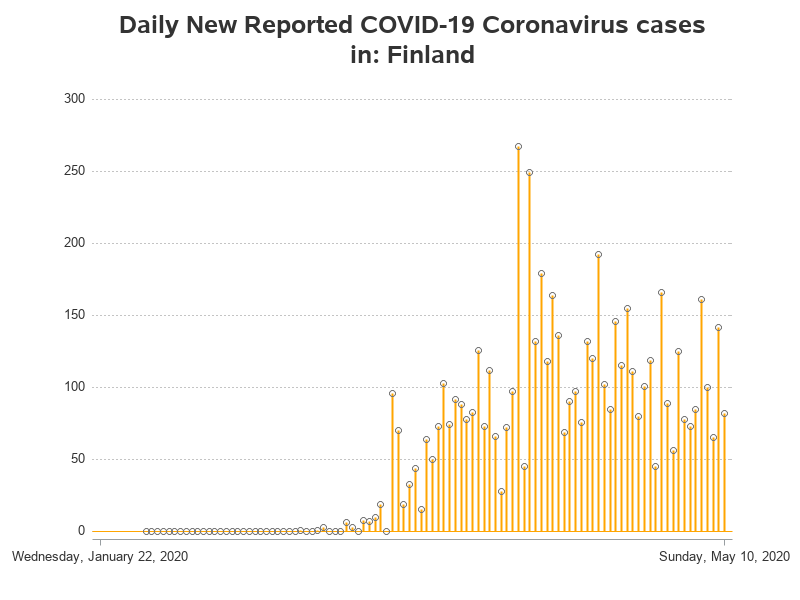 Daily New Reported COVID-19 Coronavirus cases
in: Finland
300
250
200
150
100
50
0
Wednesday, January 22, 2020
Sunday, May 10, 2020